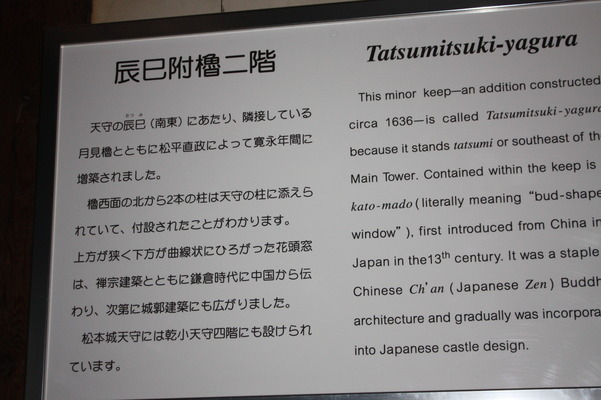 辰巳附櫓二階
天守の辰巳(南東)にあたり、隣接している
たつみ
月見櫓とともに松平直政によって寛永年間に
増築されました。
櫓西面の北から2本の柱は天守の柱に添えら
れていて、付設されたことがわかります。
上方が狭く下方が曲線状にひろがった花頭窓
は、禅宗建築とともに鎌倉時代に中国から伝
わり、次第に城郭建築にも広がりました。
松本城天守には乾小天守四階にも設けられ
ています。
Tatsumitsuki-yagura
This minor keep—an addition constructed
circa 1636—is called Tatsumitsuki-yagura
because it stands tatsumi or southeast of the
Main Tower. Contained within the keep is
kato-mado (literally meaning "bud-shape
window"), first introduced from China in
Japan in the13th century. It was a staple
Chinese Ch'an (Japanese Zen) Buddh
architecture and gradually was incorpora
into Japanese castle design.